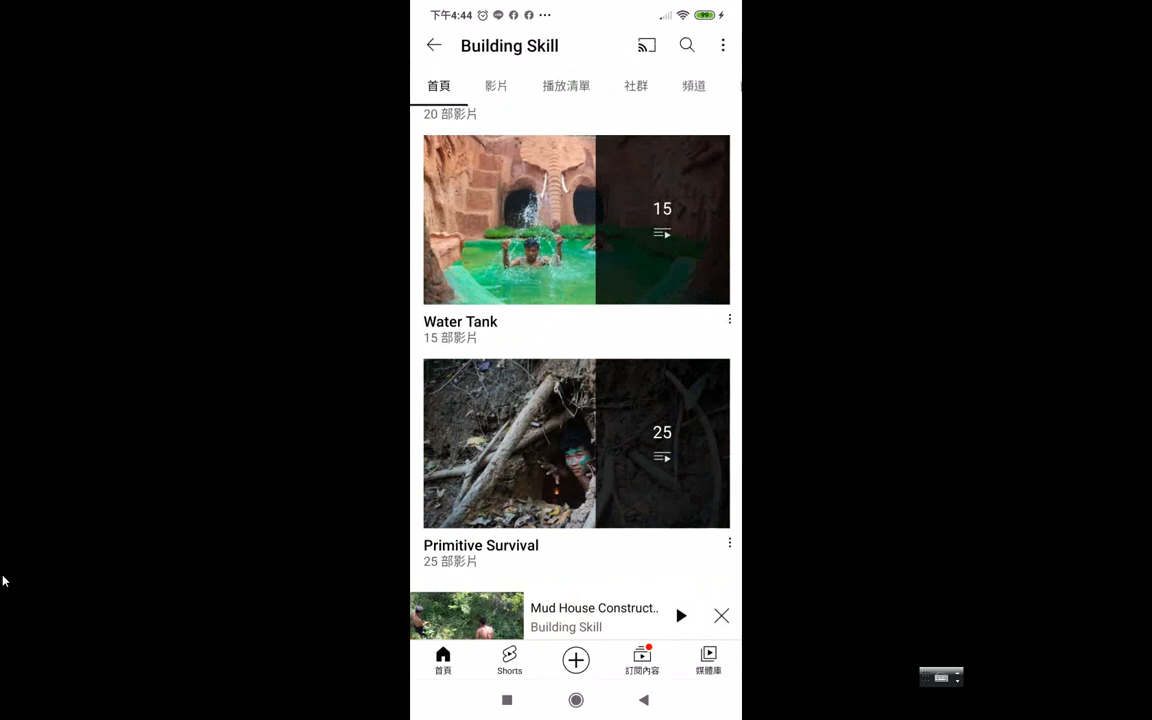 下午4:44 99
Building Skill
首頁 影片 播放清單 社群 頻道
20 部影片
15
Water Tank
15 部影片
25
Primitive Survival
25 部影片
Mud House Construct..
Building Skill
首頁 Shorts 訂閱內容 媒體庫